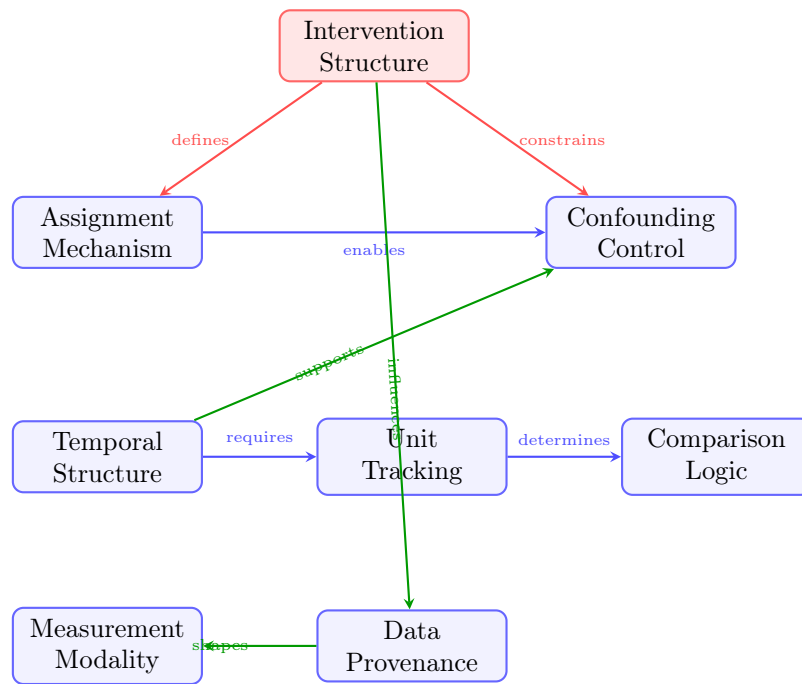 Intervention
Structure
defines
constrains
Assignment
Mechanism
Confounding
Control
enables
supports
influences
Temporal
Structure
requires
Unit
Tracking
determines
Comparison
Logic
Measurement
Modality
shapes
Data
Provenance